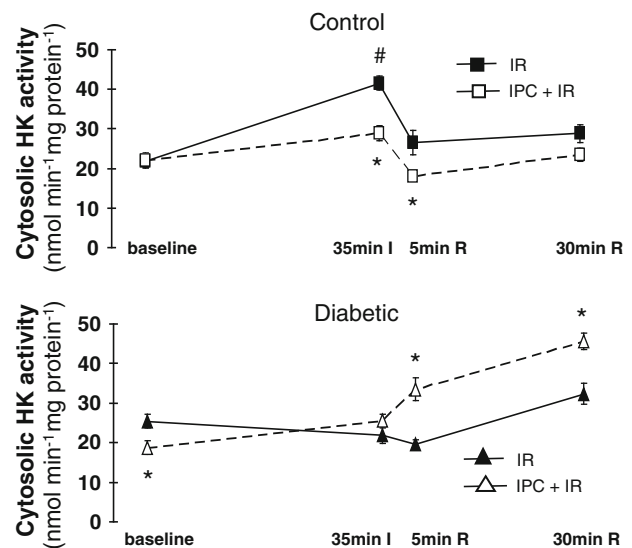 Control
Cytosolic HK activity
(nmol min⁻¹ mg protein⁻¹)
50
40
30
20
10
0
#
*
*
IR
IPC + IR
baseline
35min I
5min R
30min R
Diabetic
Cytosolic HK activity
(nmol min⁻¹ mg protein⁻¹)
50
40
30
20
10
0
*
*
*
IR
IPC + IR
baseline
35min I
5min R
30min R